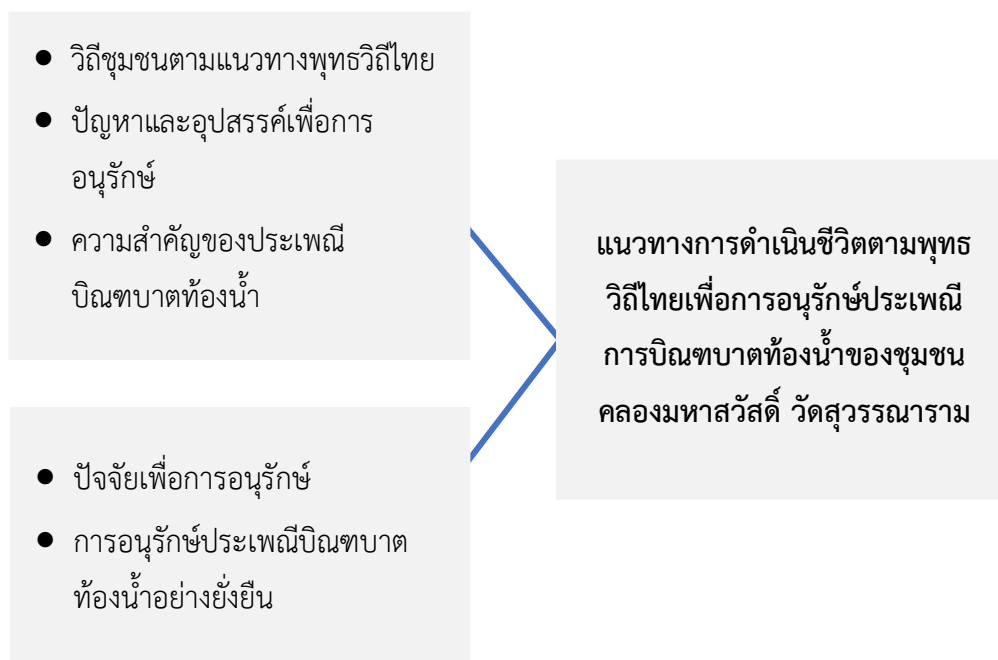 ● วิถีชุมชนตามแนวทางพุทธวิถีไทย
● ปัญหาและอุปสรรค์เพื่อการ
อนุรักษ์
● ความสำคัญของประเพณี
บิณฑบาตท้องน้ำ
● ปัจจัยเพื่อการอนุรักษ์
● การอนุรักษ์ประเพณีบิณฑบาต
ท้องน้ำอย่างยั่งยืน
แนวทางการดำเนินชีวิตตามพุทธ
วิถีไทยเพื่อการอนุรักษ์ประเพณี
การบิณฑบาตท้องน้ำของชุมชน
คลองมหาสวัสดิ์ วัดสุวรรณาราม